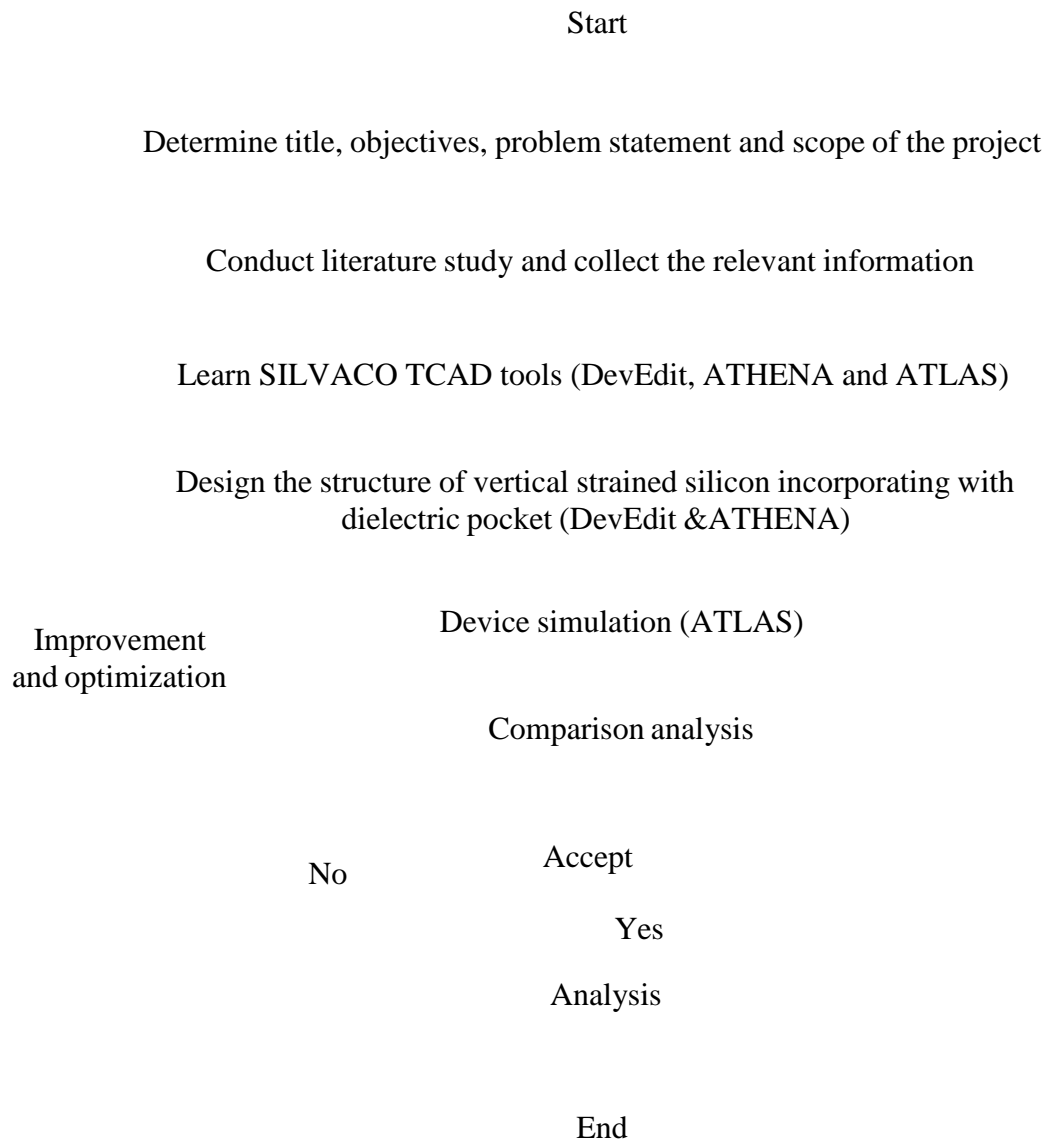 Start
Determine title, objectives, problem statement and scope of the project
Conduct literature study and collect the relevant information
Learn SILVACO TCAD tools (DevEdit, ATHENA and ATLAS)
Design the structure of vertical strained silicon incorporating with
dielectric pocket (DevEdit &ATHENA)
Device simulation (ATLAS)
Improvement
and optimization
Comparison analysis
Accept
No
Yes
Analysis
End